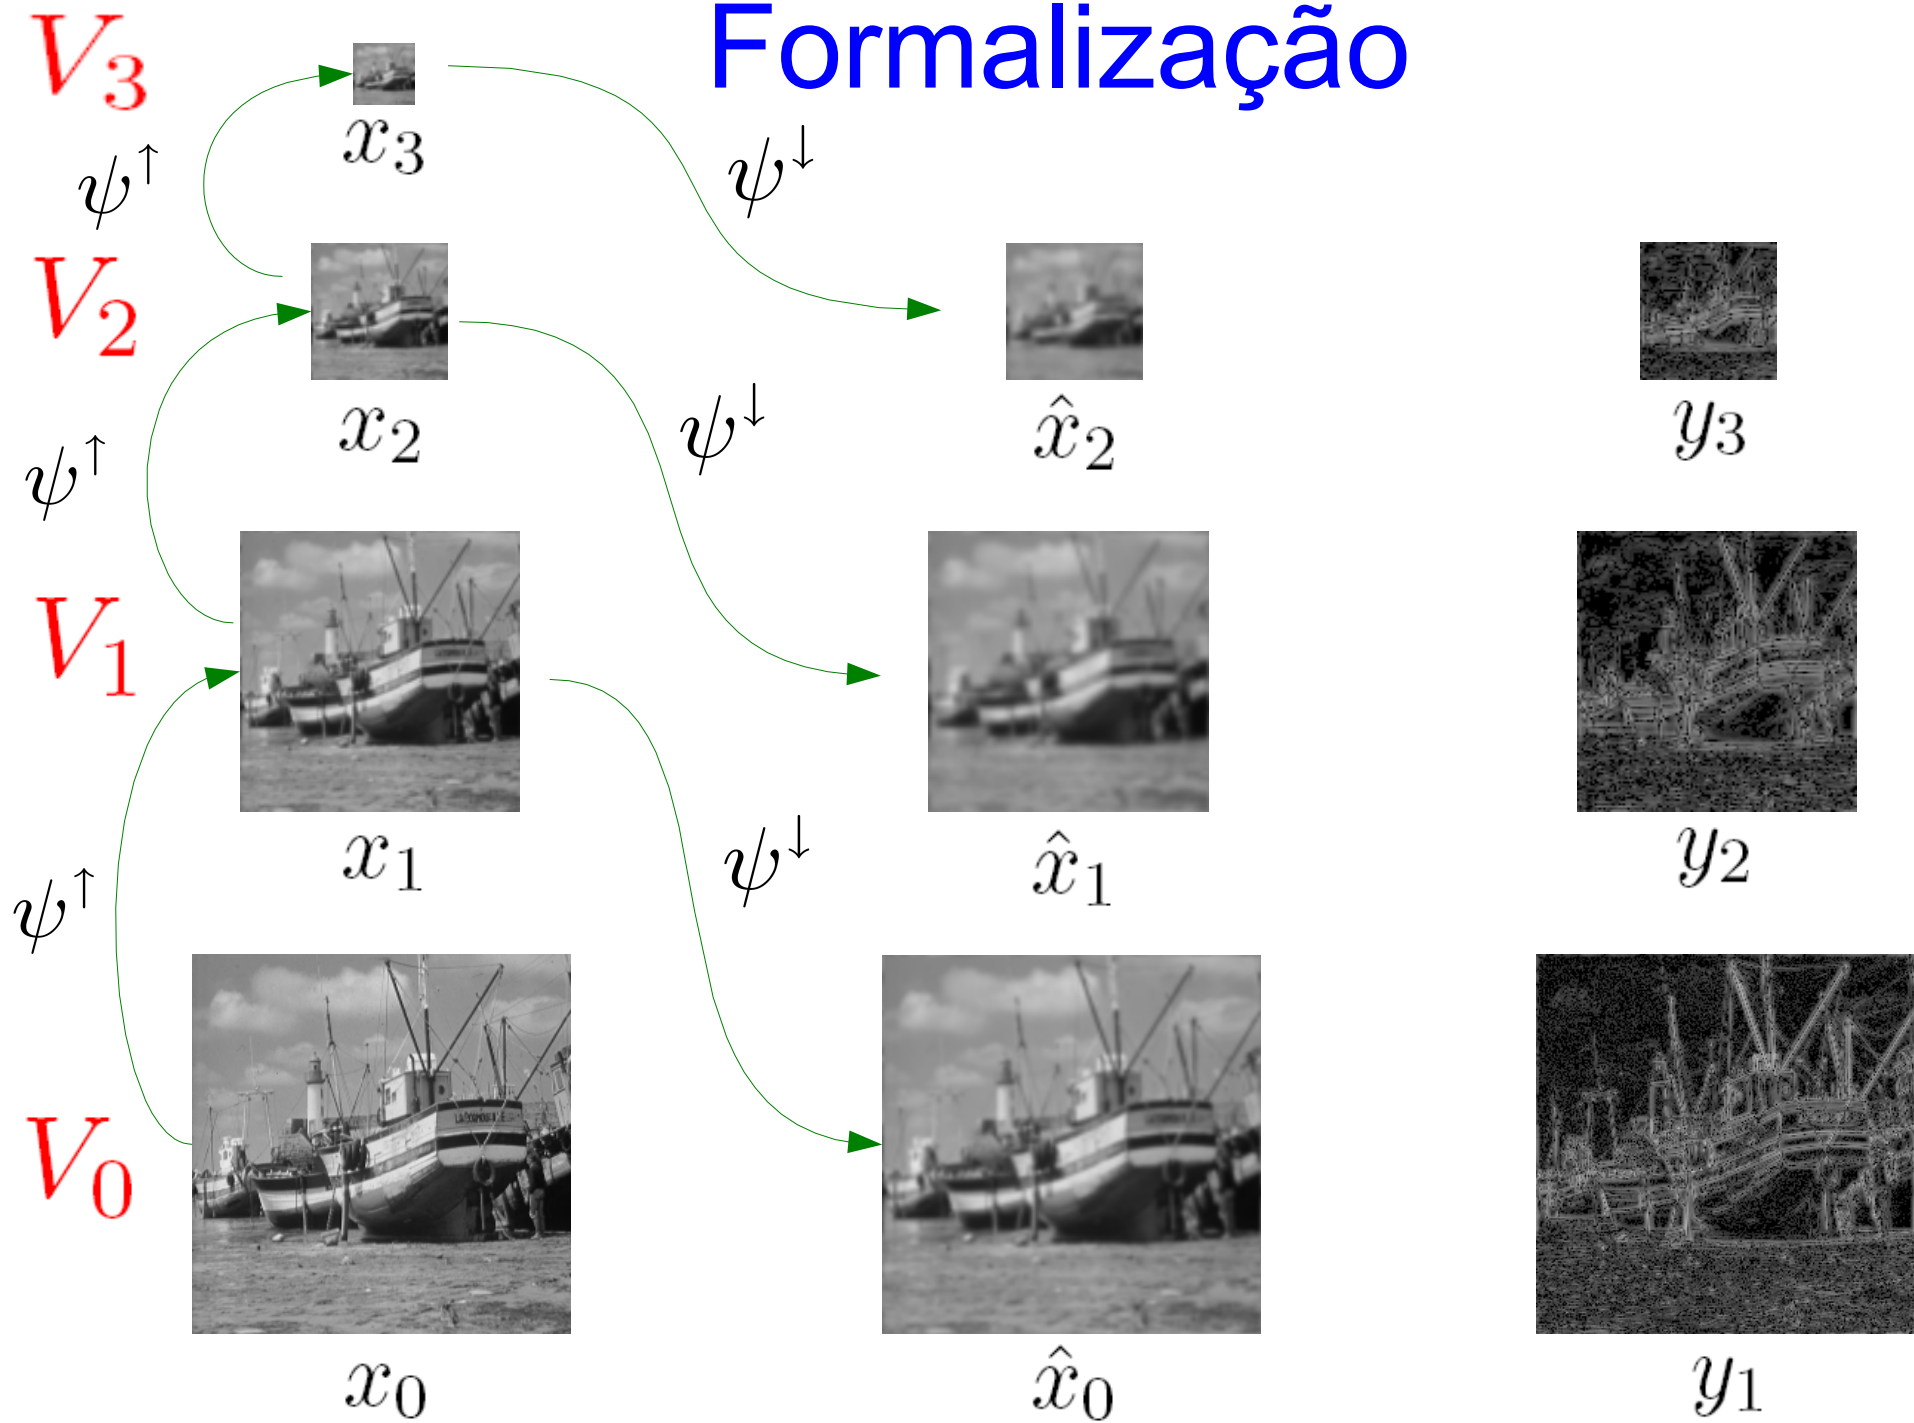 Formalização
V₃
x₃
ψ↑ ψ↓
V₂
x₂ x̂₂ y₃
ψ↑ ψ↓
V₁
x₁ x̂₁ y₂
ψ↑ ψ↓
V₀
x₀ x̂₀ y₁